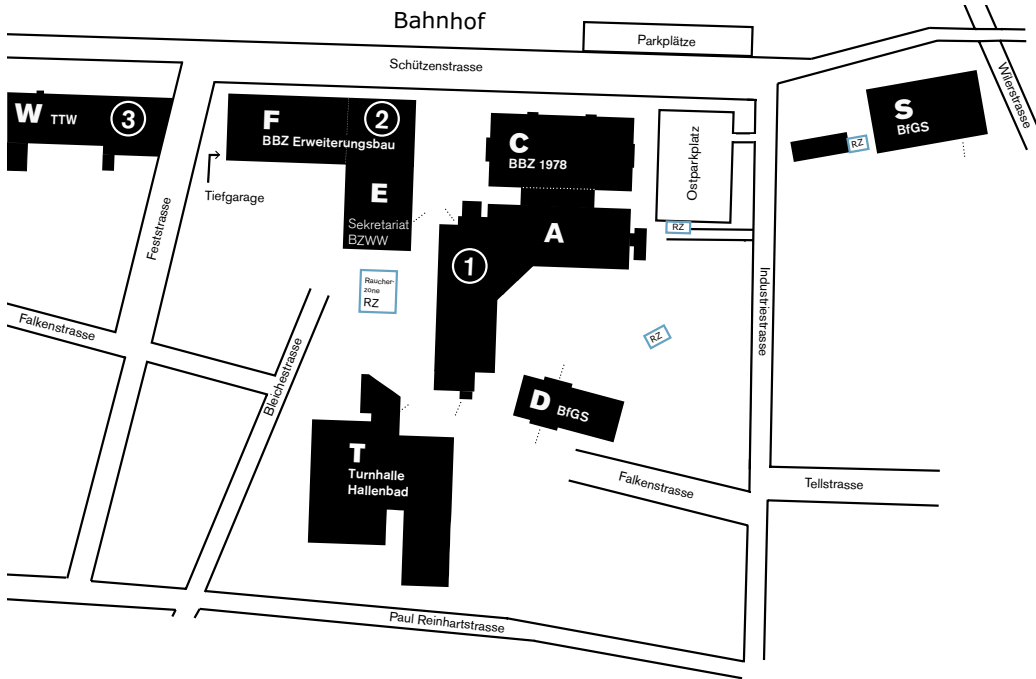 Bahnhof
Parkplätze
Schützenstrasse
Wilerstrasse
W TTW
3
F
BBZ Erweiterungsbau
2
C
BBZ 1978
Ostparkplatz
S
BfGS
RZ
Tiefgarage
E
Sekretariat
BZWW
A
RZ
Feststrasse
1
Raucher-
zone
RZ
Industriestrasse
Falkenstrasse
RZ
Bleichestrasse
D BfGS
T
Turnhalle
Hallenbad
Falkenstrasse
Tellstrasse
Paul Reinhartstrasse